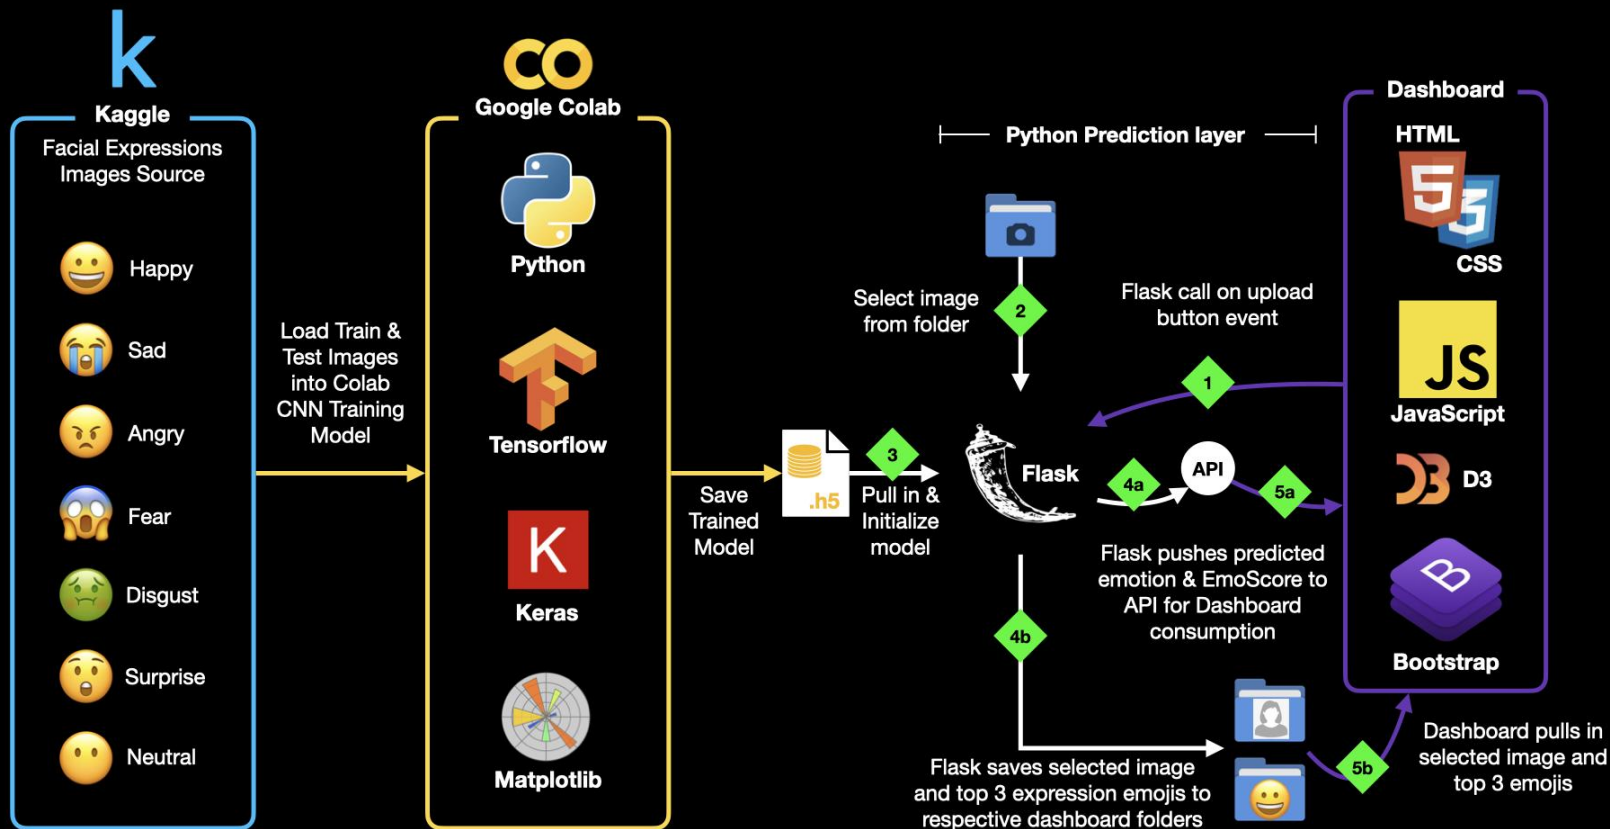 k
Kaggle
Facial Expressions
Images Source
Happy
Sad
Angry
Fear
Disgust
Surprise
Neutral
Load Train &
Test Images
into Colab
CNN Training
Model
CO
Google Colab
Python
Tensorflow
K
Keras
Matplotlib
Save
Trained
Model
.h5
3
Pull in &
Initialize
model
Python Prediction layer
Select image
from folder
2
Flask call on upload
button event
1
Flask
4a
API
5a
Flask pushes predicted
emotion & EmoScore to
API for Dashboard
consumption
4b
Flask saves selected image
and top 3 expression emojis to
respective dashboard folders
5b
Dashboard pulls in
selected image and
top 3 emojis
Dashboard
HTML
5
3
CSS
JS
JavaScript
D3
D3
B
Bootstrap